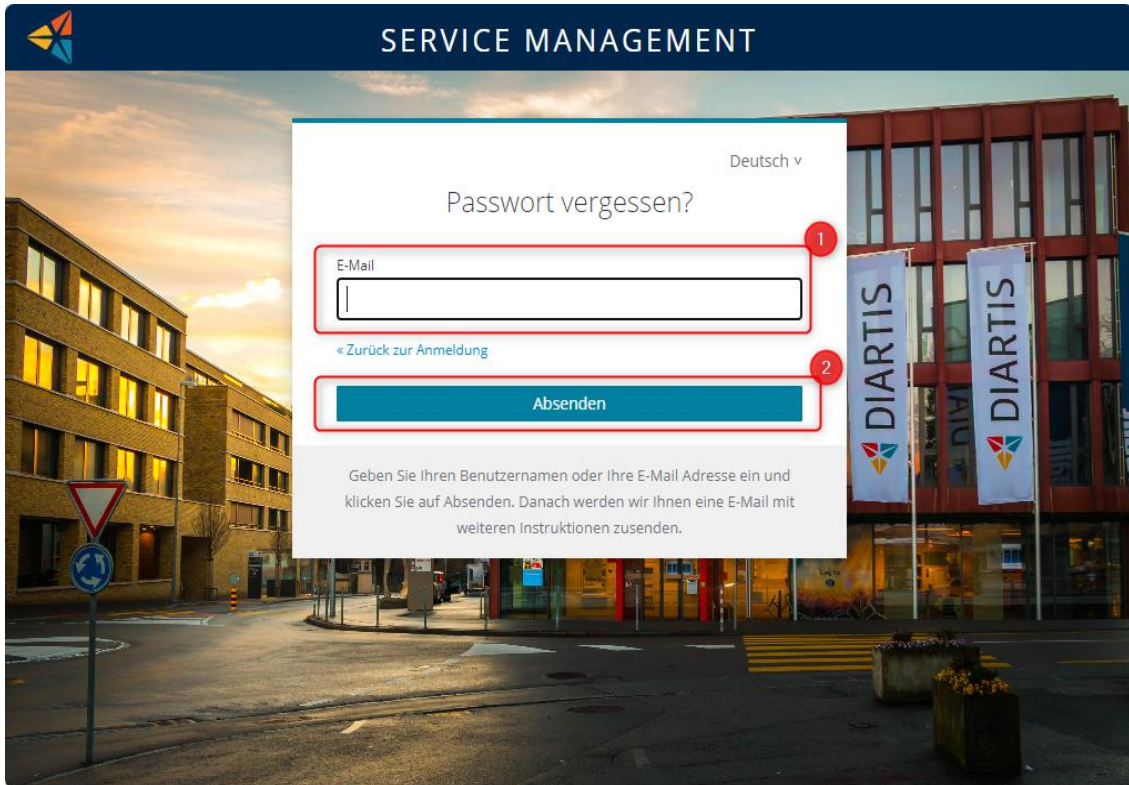 SERVICE MANAGEMENT
Deutsch v
Passwort vergessen?
1
E-Mail
« Zurück zur Anmeldung
2
Absenden
Geben Sie Ihren Benutzernamen oder Ihre E-Mail Adresse ein und
klicken Sie auf Absenden. Danach werden wir Ihnen eine E-Mail mit
weiteren Instruktionen zusenden.
DIARTIS
DIARTIS